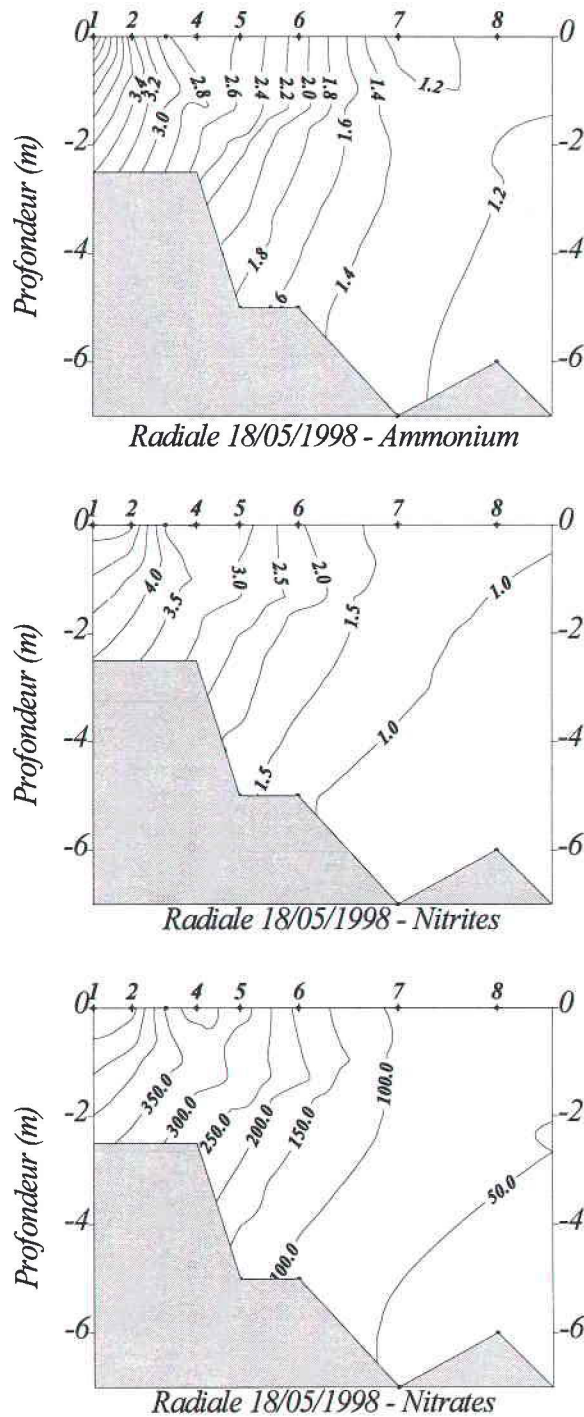 0 1 2 4 5 6 7 8 0
3.4 3.2 3.0 2.8 2.6 2.4 2.2 2.0 1.8 1.6 1.4 1.2
-2 -2
1.2
-4 1.8 1.4 -4
.6
-6 -6
Profondeur (m)
Radiale 18/05/1998 - Ammonium
0 1 2 4 5 6 7 8 0
4.0 3.5 3.0 2.5 2.0 1.5 1.0
-2 -2
-4 1.0 -4
1.5
-6 -6
Profondeur (m)
Radiale 18/05/1998 - Nitrites
0 1 2 4 5 6 7 8 0
350.0 300.0 250.0 200.0 150.0 100.0
-2 -2
50.0
-4 -4
100.0
-6 -6
Profondeur (m)
Radiale 18/05/1998 - Nitrates